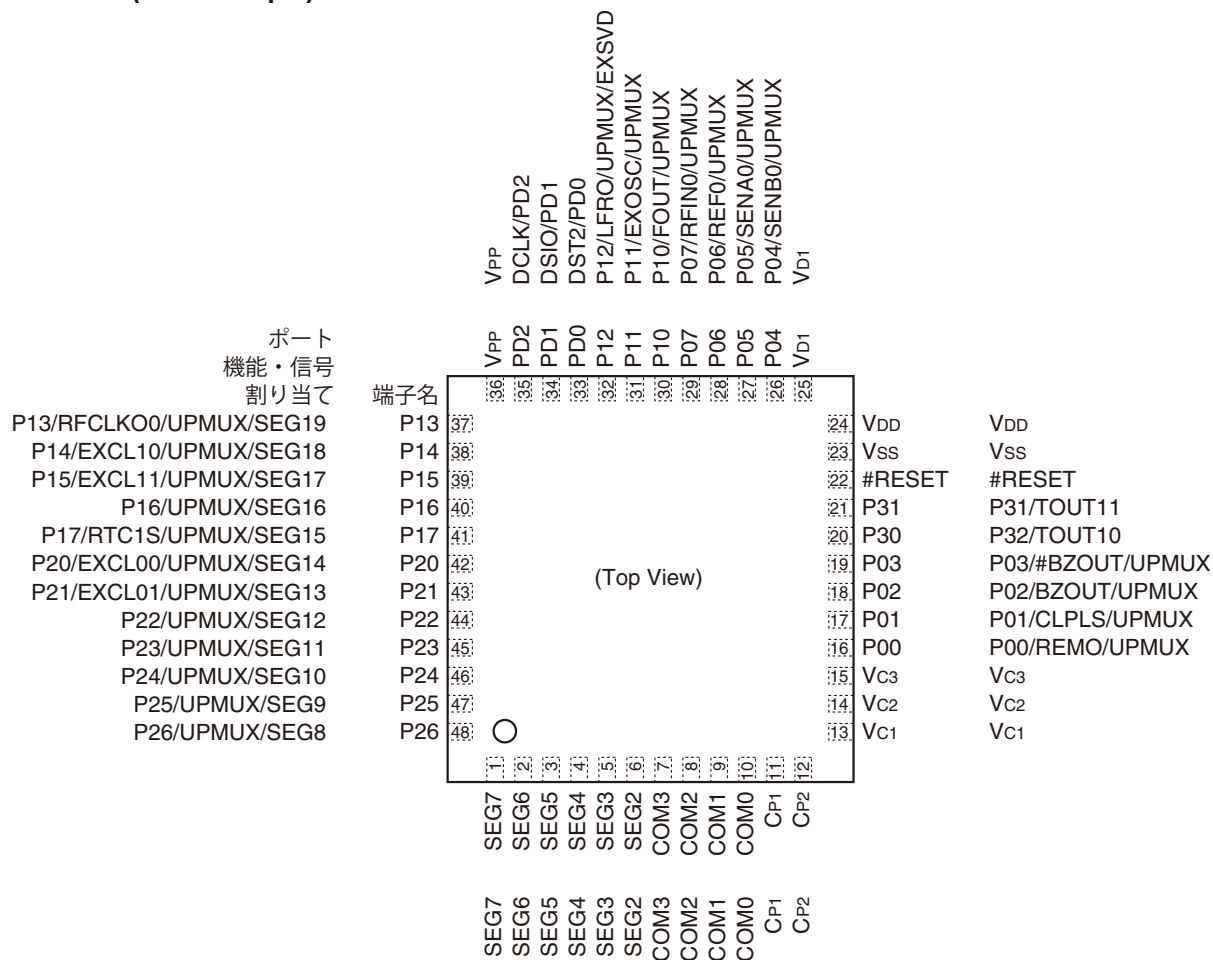 VPP
DCLK/PD2
DSIO/PD1
DST2/PD0
P12/LFRO/UPMUX/EXSVD
P11/EXOSC/UPMUX
P10/FOUT/UPMUX
P07/RFIN0/UPMUX
P06/REF0/UPMUX
P05/SENA0/UPMUX
P04/SENB0/UPMUX
VD1
VPP
PD2
PD1
PD0
P12
P11
P10
P07
P06
P05
P04
VD1
ポート
機能・信号
割り当て 端子名
36 35 34 33 32 31 30 29 28 27 26 25
P13/RFCLKO0/UPMUX/SEG19 P13 37
P14/EXCL10/UPMUX/SEG18 P14 38
P15/EXCL11/UPMUX/SEG17 P15 39
P16/UPMUX/SEG16 P16 40
P17/RTC1S/UPMUX/SEG15 P17 41
P20/EXCL00/UPMUX/SEG14 P20 42
P21/EXCL01/UPMUX/SEG13 P21 43
P22/UPMUX/SEG12 P22 44
P23/UPMUX/SEG11 P23 45
P24/UPMUX/SEG10 P24 46
P25/UPMUX/SEG9 P25 47
P26/UPMUX/SEG8 P26 48
(Top View)
24 VDD VDD
23 VSS VSS
22 #RESET #RESET
21 P31 P31/TOUT11
20 P30 P32/TOUT10
19 P03 P03/#BZOUT/UPMUX
18 P02 P02/BZOUT/UPMUX
17 P01 P01/CLPLS/UPMUX
16 P00 P00/REMO/UPMUX
15 VC3 VC3
14 VC2 VC2
13 VC1 VC1
1 2 3 4 5 6 7 8 9 10 11 12
SEG7
SEG6
SEG5
SEG4
SEG3
SEG2
COM3
COM2
COM1
COM0
CP1
CP2
SEG7
SEG6
SEG5
SEG4
SEG3
SEG2
COM3
COM2
COM1
COM0
CP1
CP2